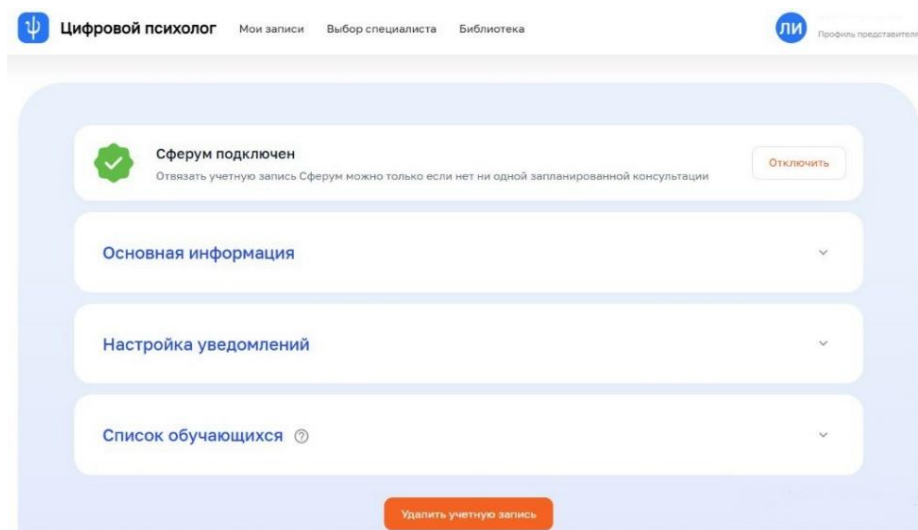 Цифровой психолог Мои записи Выбор специалиста Библиотека ЛИ Профиль представителя
Сферум подключен
Отвязать учетную запись Сферум можно только если нет ни одной запланированной консультации
Отключить
Основная информация
Настройка уведомлений
Список обучающихся ?
Удалить учетную запись